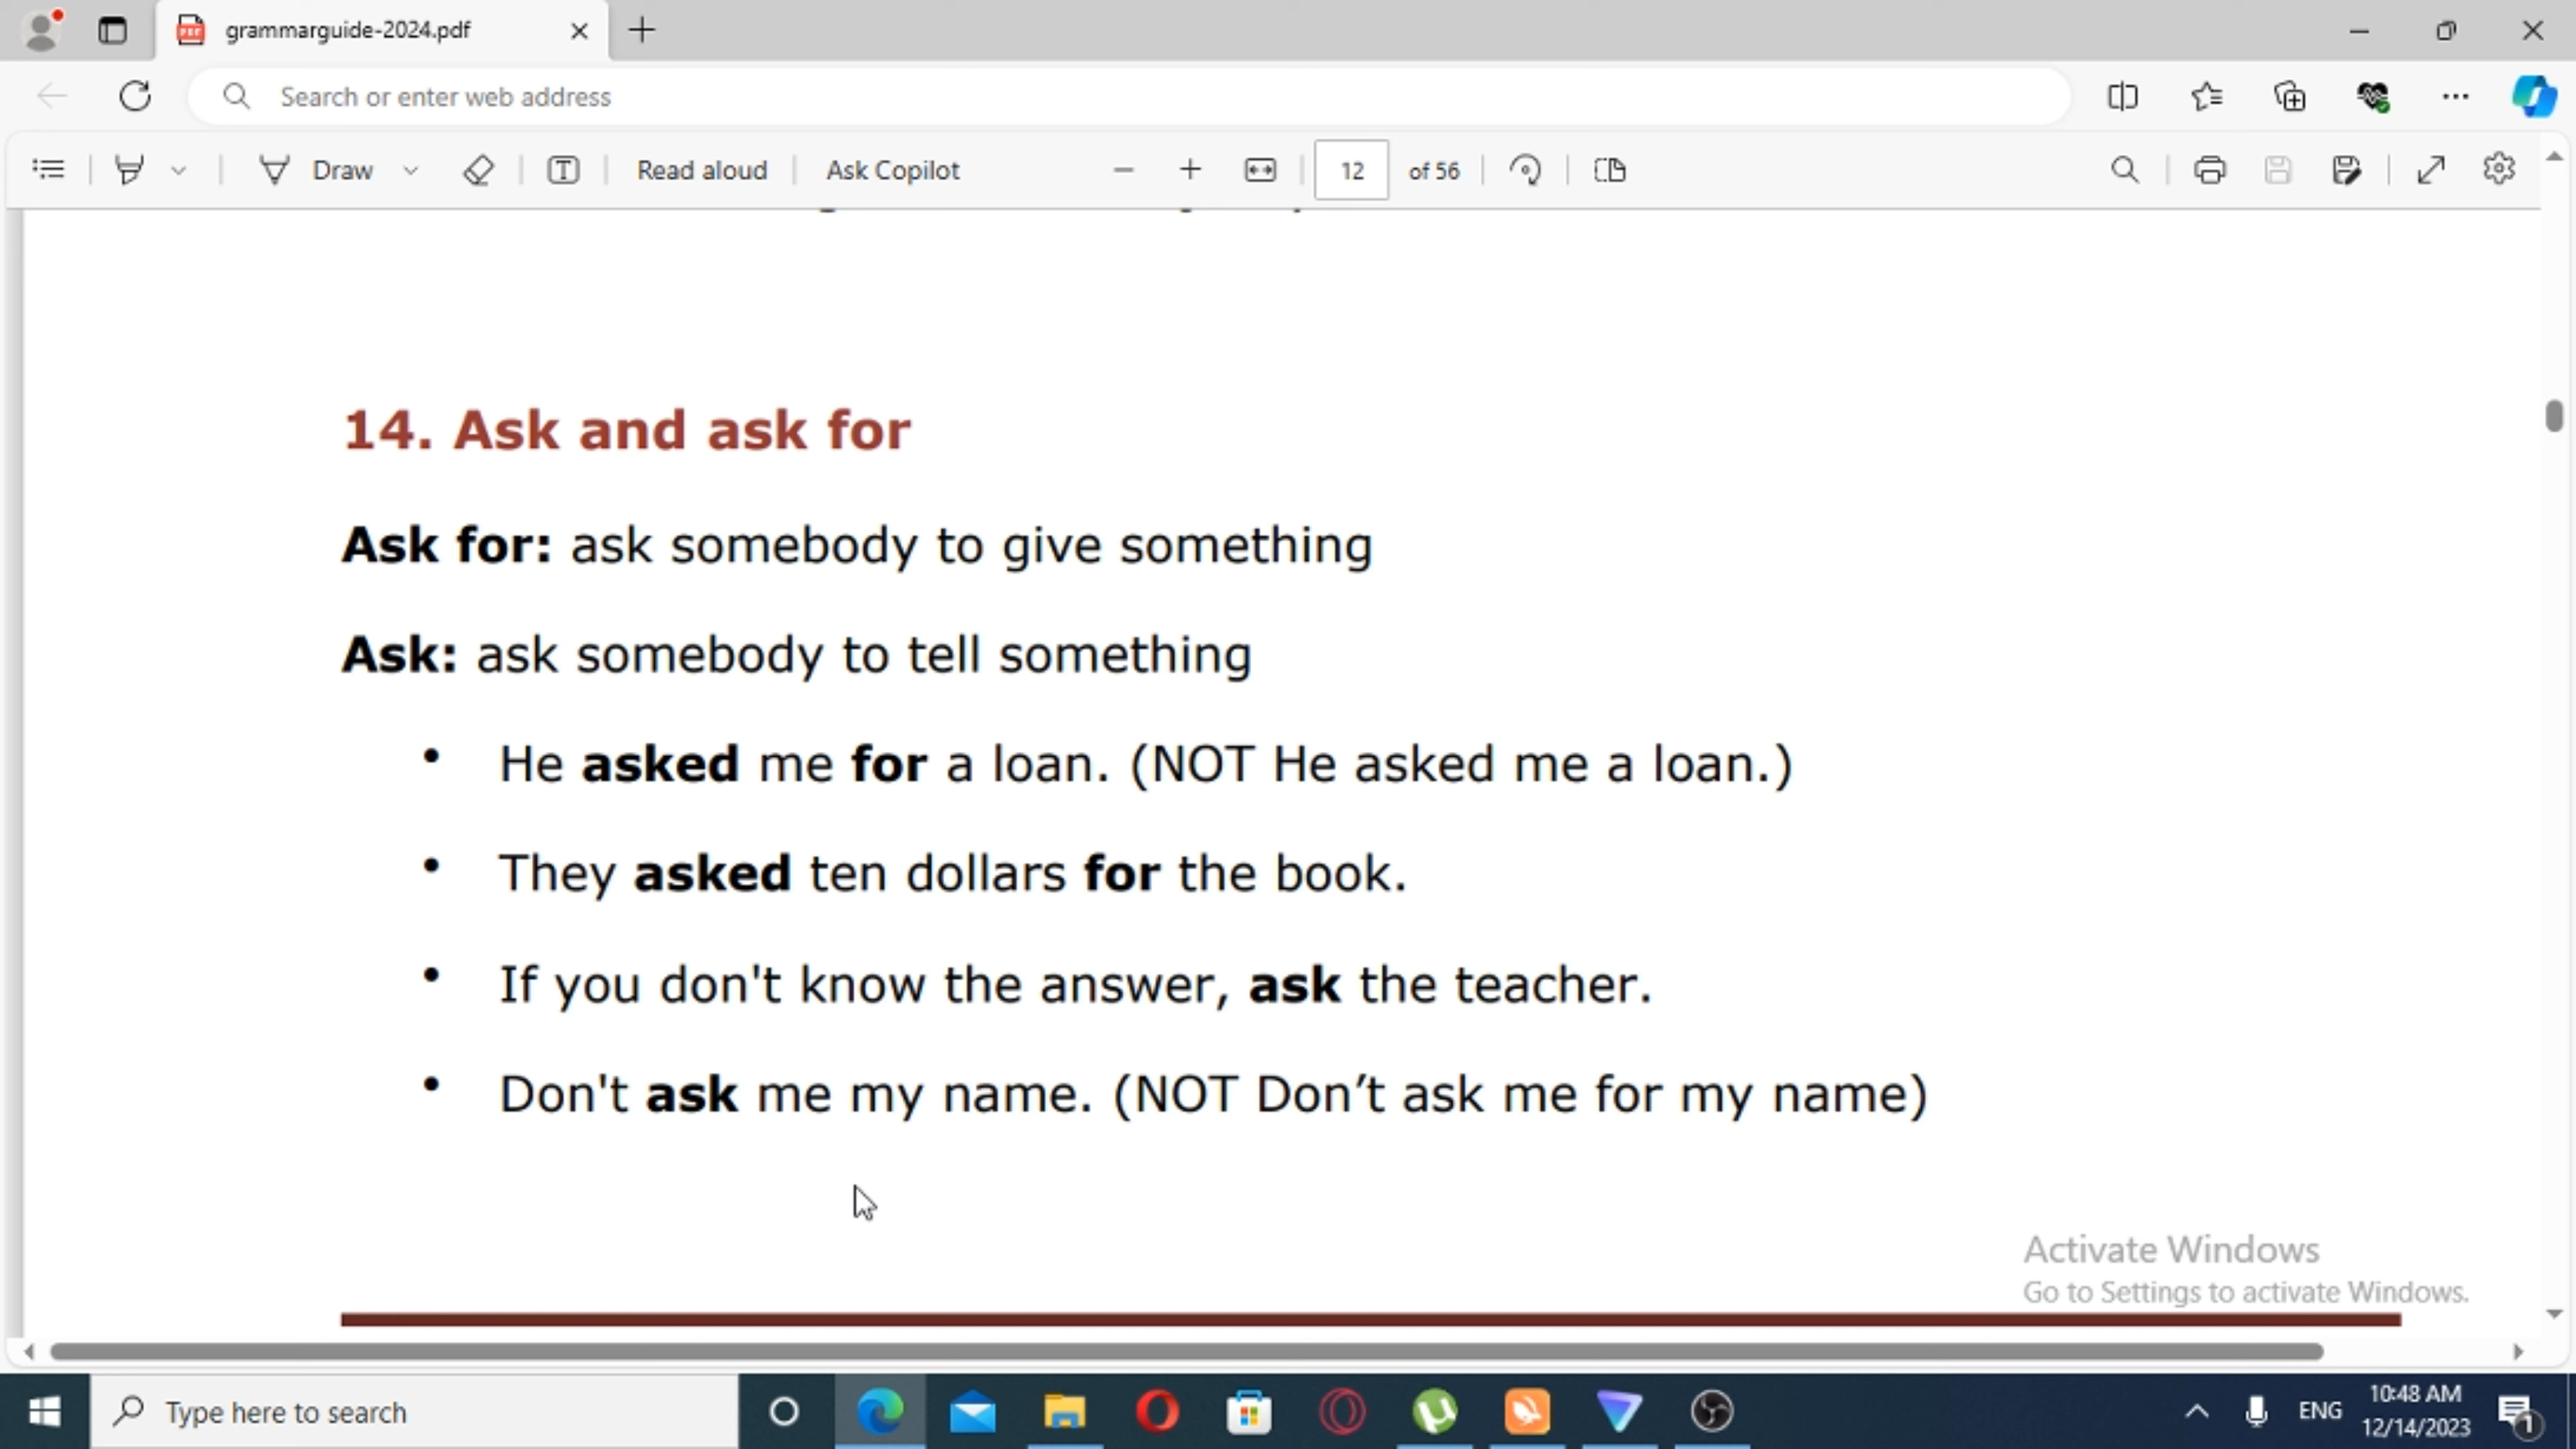 grammarguide-2024.pdf
Search or enter web address
Draw
Read aloud
Ask Copilot
12 of 56
14. Ask and ask for
Ask for: ask somebody to give something
Ask: ask somebody to tell something
• He asked me for a loan. (NOT He asked me a loan.)
• They asked ten dollars for the book.
• If you don't know the answer, ask the teacher.
• Don't ask me my name. (NOT Don’t ask me for my name)
Activate Windows
Go to Settings to activate Windows.
Type here to search
ENG
10:48 AM
12/14/2023
1